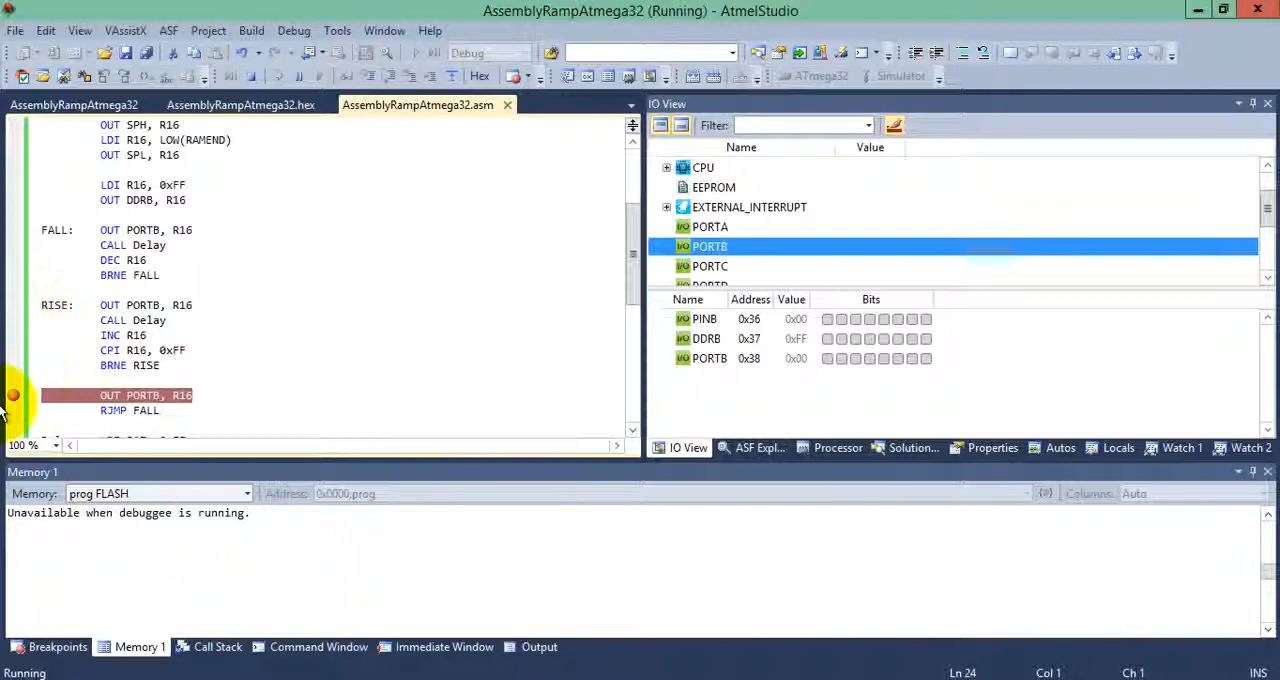 AssemblyRampAtmega32 (Running) - AtmelStudio
File Edit View VAssistX ASF Project Build Debug Tools Window Help
Debug
Hex ATmega32 Simulator
AssemblyRampAtmega32 AssemblyRampAtmega32.hex AssemblyRampAtmega32.asm
OUT SPH, R16
LDI R16, LOW(RAMEND)
OUT SPL, R16
LDI R16, 0xFF
OUT DDRB, R16
FALL: OUT PORTB, R16
CALL Delay
DEC R16
BRNE FALL
RISE: OUT PORTB, R16
CALL Delay
INC R16
CPI R16, 0xFF
BRNE RISE
OUT PORTB, R16
RJMP FALL
100 %
IO View
Filter:
Name Value
CPU
EEPROM
EXTERNAL_INTERRUPT
PORTA
PORTB
PORTC
Name Address Value Bits
PINB 0x36 0x00
DDRB 0x37 0xFF
PORTB 0x38 0x00
IO View ASF Expl... Processor Solution... Properties Autos Locals Watch 1 Watch 2
Memory 1
Memory: prog FLASH Address: 0x0000,prog Columns: Auto
Unavailable when debuggee is running.
Breakpoints Memory 1 Call Stack Command Window Immediate Window Output
Running Ln 24 Col 1 Ch 1 INS